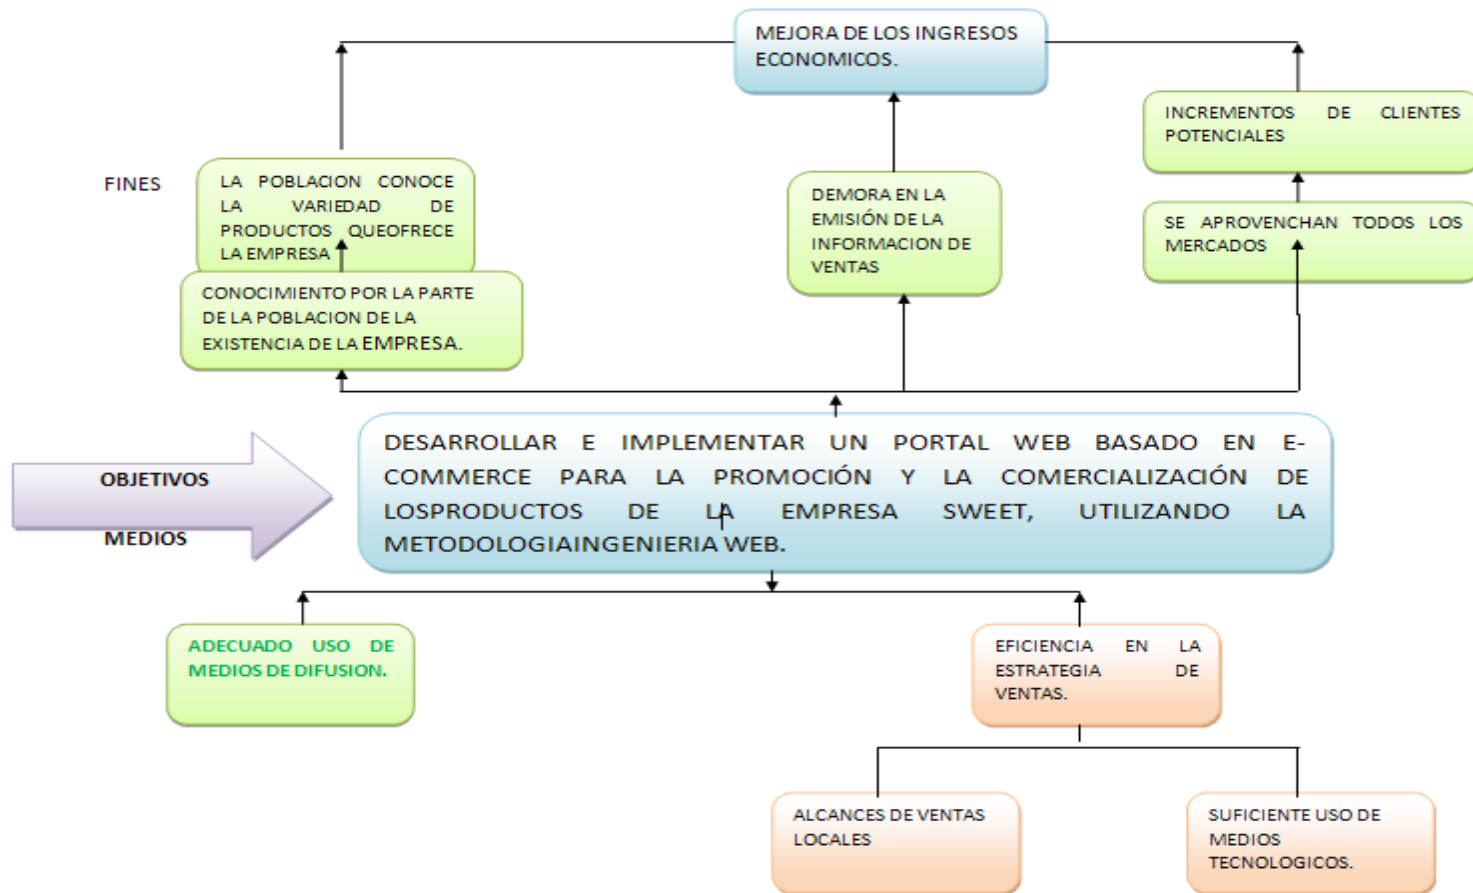 MEJORA DE LOS INGRESOS
ECONOMICOS.
INCREMENTOS DE CLIENTES
POTENCIALES
FINES
LA POBLACION CONOCE
LA VARIEDAD DE
PRODUCTOS QUEOFRECE
LA EMPRESA
DEMORA EN LA
EMISIÓN DE LA
INFORMACION DE
VENTAS
SE APROVENCHAN TODOS LOS
MERCADOS
CONOCIMIENTO POR LA PARTE
DE LA POBLACION DE LA
EXISTENCIA DE LA EMPRESA.
OBJETIVOS
MEDIOS
DESARROLLAR E IMPLEMENTAR UN PORTAL WEB BASADO EN E-
COMMERCE PARA LA PROMOCIÓN Y LA COMERCIALIZACIÓN DE
LOSPRODUCTOS DE LA EMPRESA SWEET, UTILIZANDO LA
METODOLOGIAINGENIERIA WEB.
ADECUADO USO DE
MEDIOS DE DIFUSION.
EFICIENCIA EN LA
ESTRATEGIA DE
VENTAS.
ALCANCES DE VENTAS
LOCALES
SUFICIENTE USO DE
MEDIOS
TECNOLOGICOS.